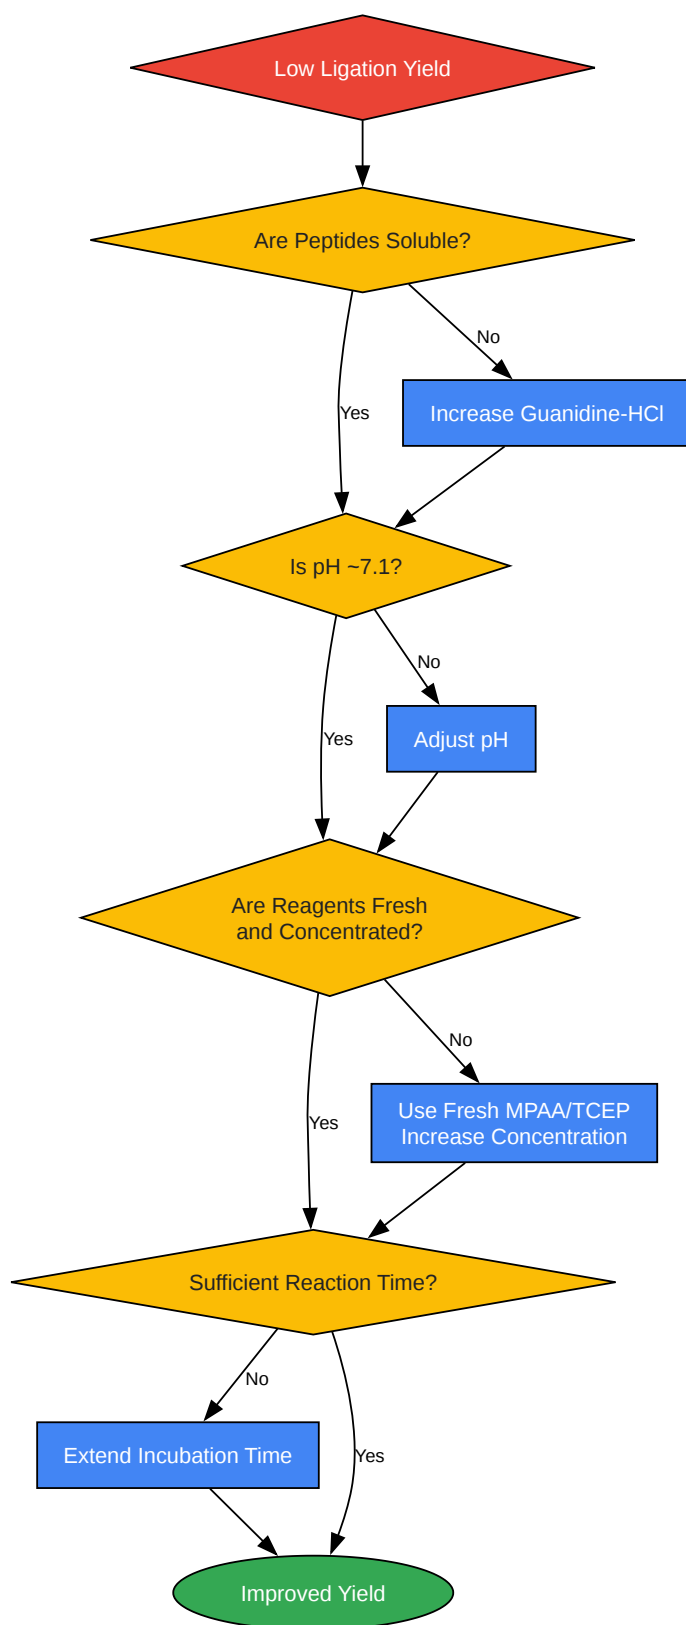 Low Ligation Yield
Are Peptides Soluble?
No
Yes
Increase Guanidine-HCl
Is pH ~7.1?
No
Yes
Adjust pH
Are Reagents Fresh
and Concentrated?
No
Yes
Use Fresh MPAA/TCEP
Increase Concentration
Sufficient Reaction Time?
No
Yes
Extend Incubation Time
Improved Yield